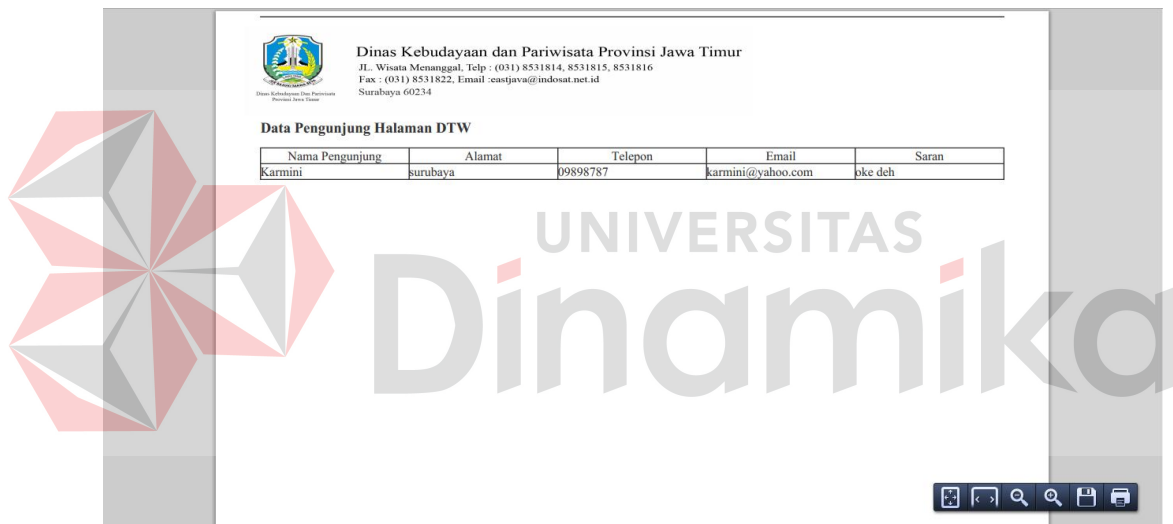 Dinas Kebudayaan dan Pariwisata Provinsi Jawa Timur
JL. Wisata Menanggal, Telp : (031) 8531814, 8531815, 8531816
Fax : (031) 8531822, Email :eastjava@indosat.net.id
Surabaya 60234
Dinas Kebudayaan Dan Pariwisata
Provinsi Jawa Timur
Data Pengunjung Halaman DTW
Nama Pengunjung Alamat Telepon Email Saran
Karmini surubaya 09898787 karmini@yahoo.com oke deh
UNIVERSITAS
Dinamika